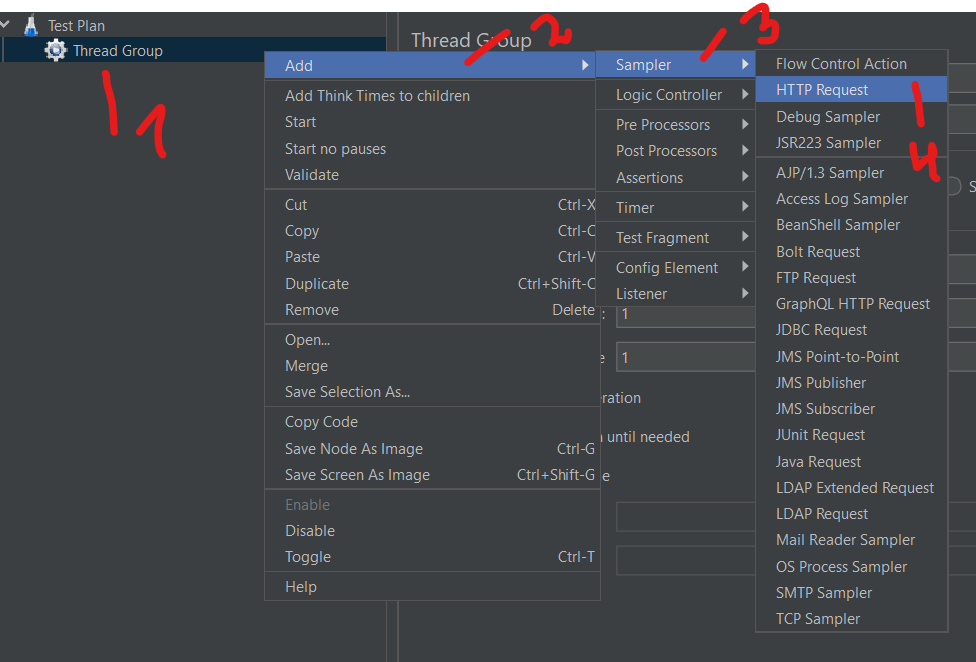 Test Plan
Thread Group
1
Thread Group
2
3
4
Add
Add Think Times to children
Start
Start no pauses
Validate
Cut Ctrl-X
Copy Ctrl-C
Paste Ctrl-V
Duplicate Ctrl+Shift-C
Remove Delete
Open...
Merge
Save Selection As...
Copy Code
Save Node As Image Ctrl-G
Save Screen As Image Ctrl+Shift-G
Enable
Disable
Toggle Ctrl-T
Help
Sampler
Logic Controller
Pre Processors
Post Processors
Assertions
Timer
Test Fragment
Config Element
Listener
: 1
e 1
ration
until needed
e
Flow Control Action
HTTP Request
Debug Sampler
JSR223 Sampler
AJP/1.3 Sampler
Access Log Sampler
BeanShell Sampler
Bolt Request
FTP Request
GraphQL HTTP Request
JDBC Request
JMS Point-to-Point
JMS Publisher
JMS Subscriber
JUnit Request
Java Request
LDAP Extended Request
LDAP Request
Mail Reader Sampler
OS Process Sampler
SMTP Sampler
TCP Sampler
S